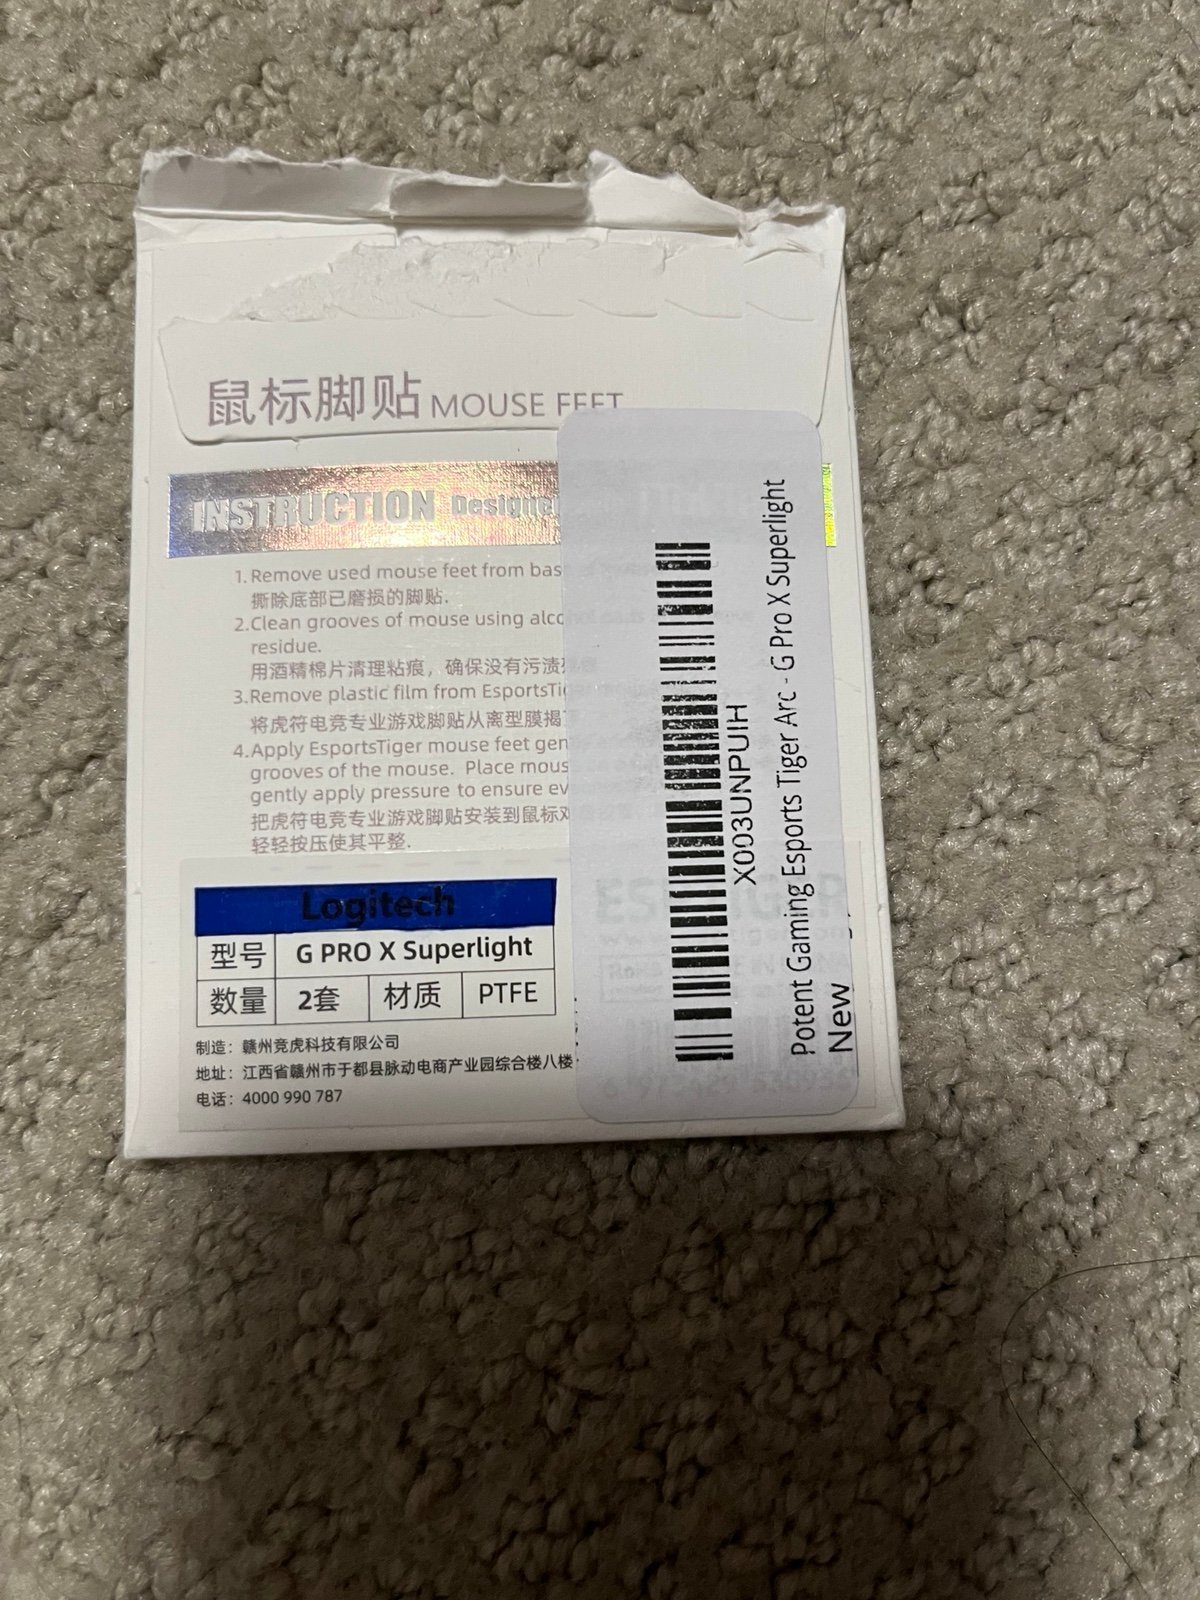 鼠标脚贴 MOUSE FEET
INSTRUCTION Designe
1. Remove used mouse feet from base
撕除底部已磨损的脚贴.
2. Clean grooves of mouse using
residue.
用酒精棉片清理粘痕，确保没有污渍
3. Remove plastic film from
将虎符电竞专业游戏脚贴从离型膜揭
4. Apply EsportsTiger mouse feet
grooves of the mouse. Place
gently apply pressure to ensure
把虎符电竞专业游戏脚贴安装到鼠标
轻轻按压使其平整.
Logitech
型号 G PRO X Superlight
数量 2套 材质 PTFE
制造：赣州竞虎科技有限公司
地址：江西省赣州市于都县脉动电商产业园综合楼八楼
电话：4000 990 787
X003UNPUIH
Potent Gaming Esports Tiger Arc - G Pro X Superlight
New